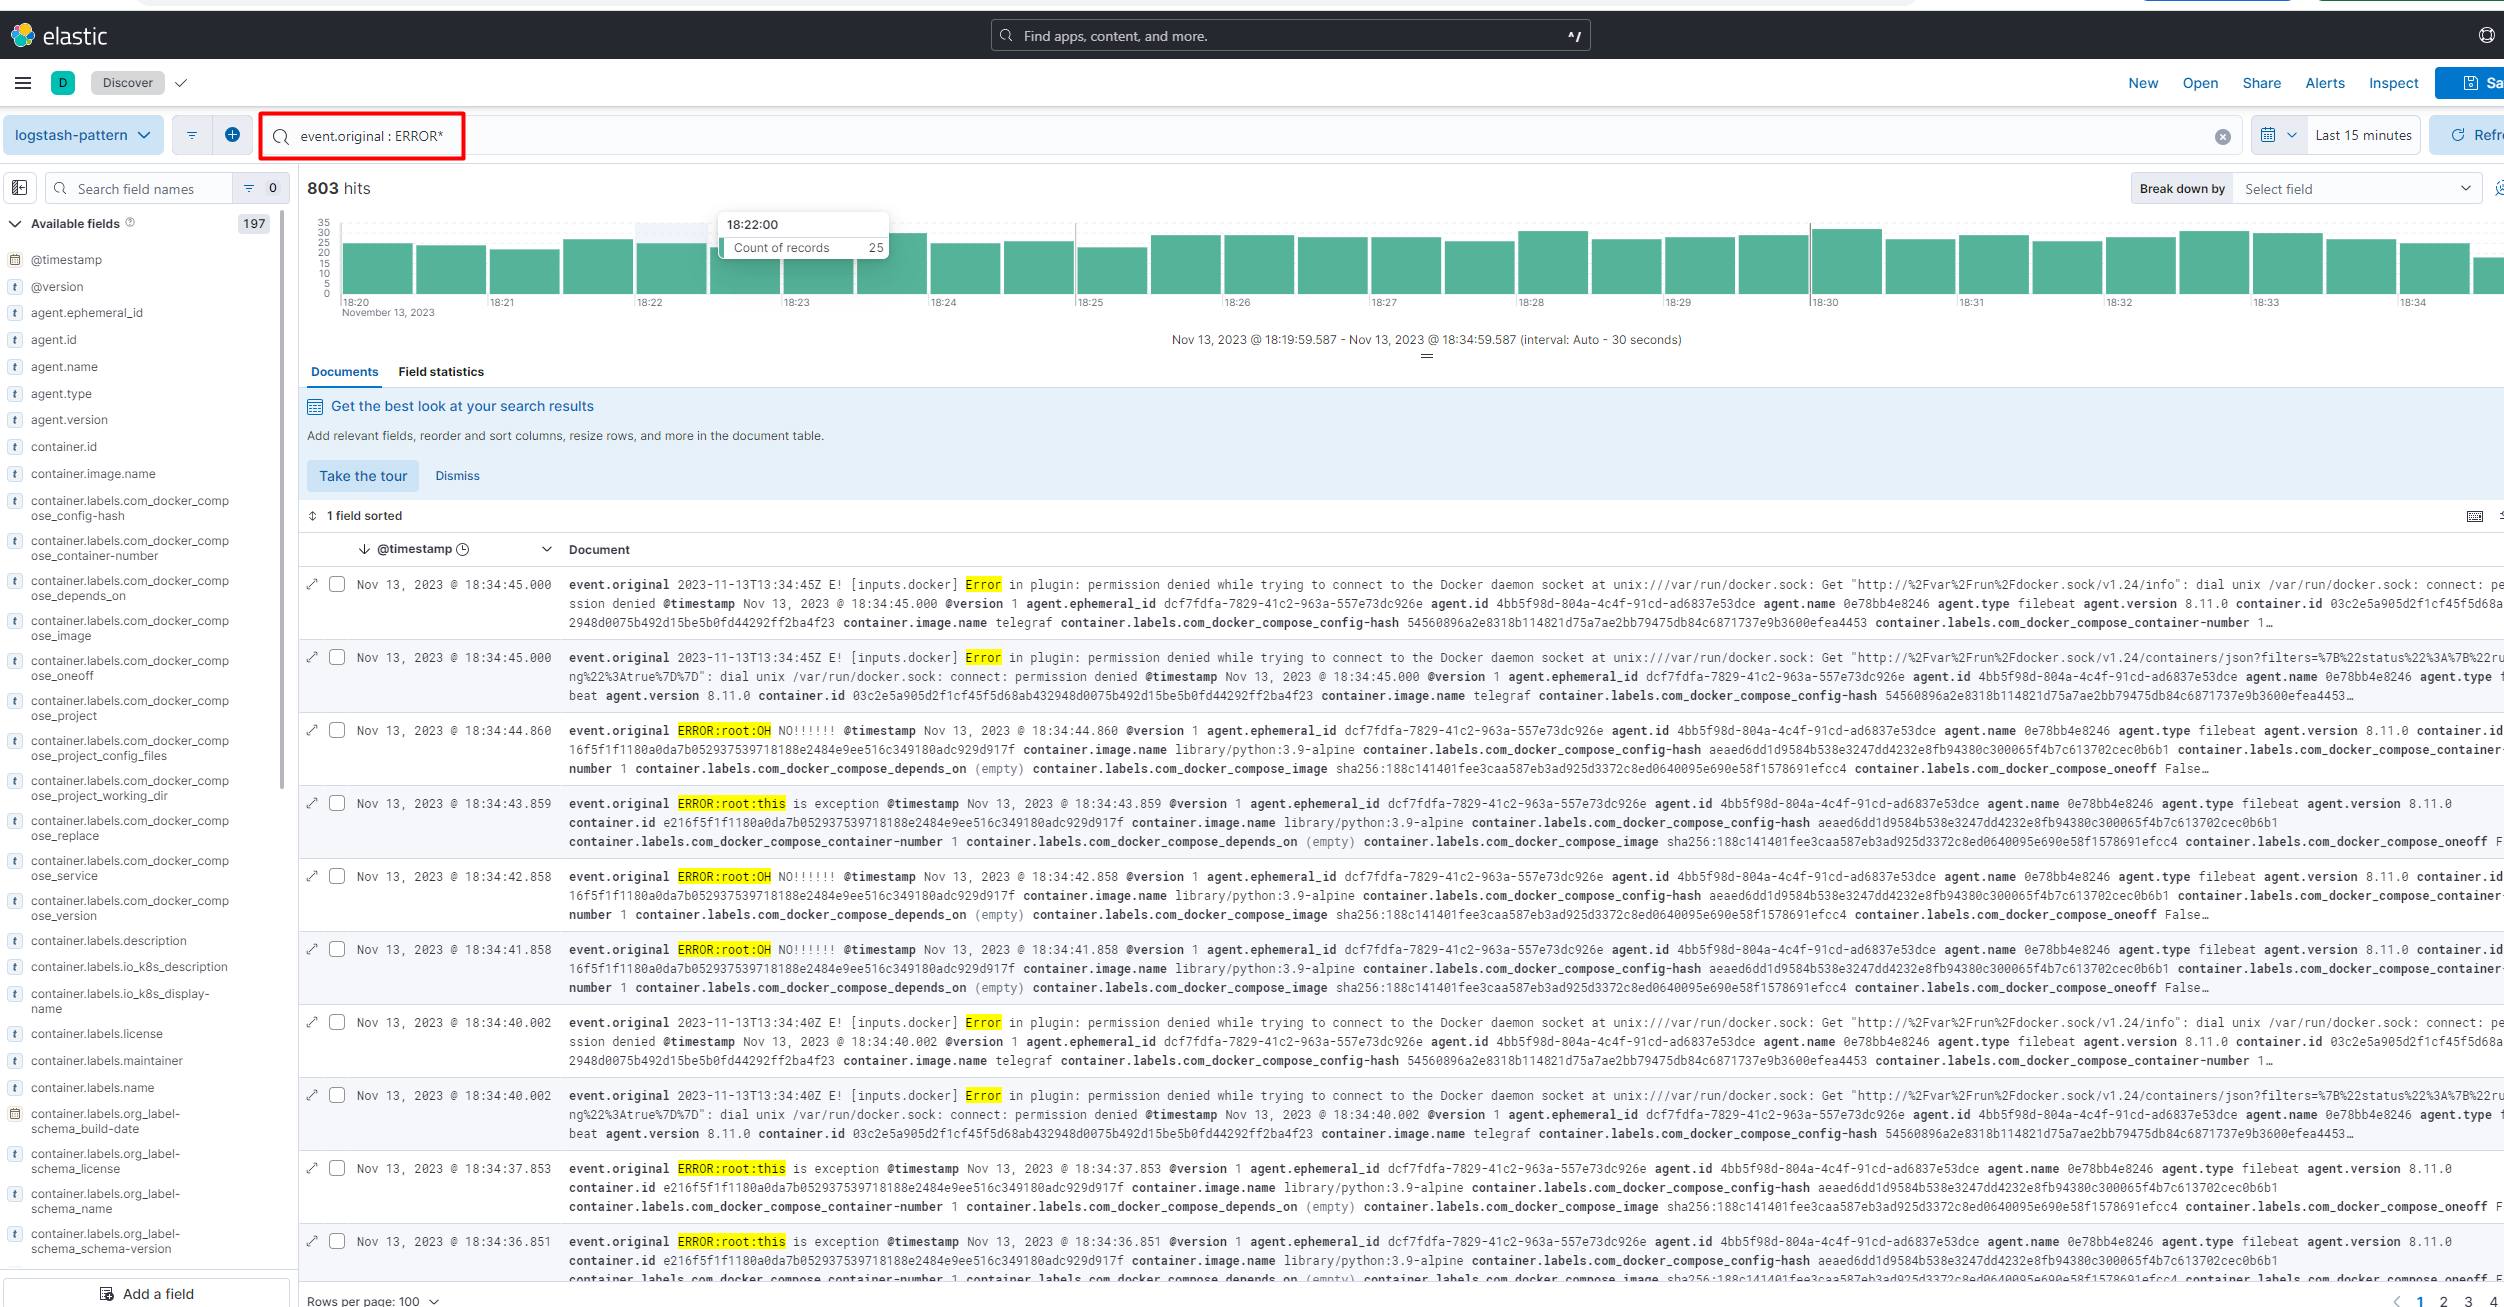 elastic
Find apps, content, and more.
^/
D
Discover
New
Open
Share
Alerts
Inspect
Sa
logstash-pattern
event.original : ERROR*
Last 15 minutes
Refr
Search field names
0
803 hits
Break down by
Select field
Available fields
197
@timestamp
@version
agent.ephemeral_id
agent.id
agent.name
agent.type
agent.version
container.id
container.image.name
container.labels.com_docker_comp
ose_config-hash
container.labels.com_docker_comp
ose_container-number
container.labels.com_docker_comp
ose_depends_on
container.labels.com_docker_comp
ose_image
container.labels.com_docker_comp
ose_oneoff
container.labels.com_docker_comp
ose_project
container.labels.com_docker_comp
ose_project_config_files
container.labels.com_docker_comp
ose_project_working_dir
container.labels.com_docker_comp
ose_replace
container.labels.com_docker_comp
ose_service
container.labels.com_docker_comp
ose_version
container.labels.description
container.labels.io_k8s_description
container.labels.io_k8s_display-
name
container.labels.license
container.labels.maintainer
container.labels.name
container.labels.org_label-
schema_build-date
container.labels.org_label-
schema_license
container.labels.org_label-
schema_name
container.labels.org_label-
schema_schema-version
Add a field
35
30
25
20
15
10
5
0
18:22:00
Count of records 25
18:20
18:21
18:22
18:23
18:24
18:25
18:26
18:27
18:28
18:29
18:30
18:31
18:32
18:33
18:34
November 13, 2023
Nov 13, 2023 @ 18:19:59.587 - Nov 13, 2023 @ 18:34:59.587 (interval: Auto - 30 seconds)
Documents
Field statistics
Get the best look at your search results
Add relevant fields, reorder and sort columns, resize rows, and more in the document table.
Take the tour
Dismiss
1 field sorted
@timestamp
Document
Nov 13, 2023 @ 18:34:45.000
event.original 2023-11-13T13:34:45Z E! [inputs.docker] Error in plugin: permission denied while trying to connect to the Docker daemon socket at unix:///var/run/docker.sock: Get "http://%2Fvar%2Frun%2Fdocker.sock/v1.24/info": dial unix /var/run/docker.sock: connect: pe
ssion denied @timestamp Nov 13, 2023 @ 18:34:45.000 @version 1 agent.ephemeral_id dcf7fdfa-7829-41c2-963a-557e73dc926e agent.id 4bb5f98d-804a-4c4f-91cd-ad6837e53dce agent.name 0e78bb4e8246 agent.type filebeat agent.version 8.11.0 container.id 03c2e5a905d2f1cf45f5d68a
2948d0075b492d15be5b0fd44292ff2ba4f23 container.image.name telegraf container.labels.com_docker_compose_config-hash 54560896a2e8318b114821d75a7ae2bb79475db84c6871737e9b3600efea4453 container.labels.com_docker_compose_container-number 1…
Nov 13, 2023 @ 18:34:45.000
event.original 2023-11-13T13:34:45Z E! [inputs.docker] Error in plugin: permission denied while trying to connect to the Docker daemon socket at unix:///var/run/docker.sock: Get "http://%2Fvar%2Frun%2Fdocker.sock/v1.24/containers/json?filters=%7B%22status%22%3A%7B%22ru
ng%22%3Atrue%7D%7D": dial unix /var/run/docker.sock: connect: permission denied @timestamp Nov 13, 2023 @ 18:34:45.000 @version 1 agent.ephemeral_id dcf7fdfa-7829-41c2-963a-557e73dc926e agent.id 4bb5f98d-804a-4c4f-91cd-ad6837e53dce agent.name 0e78bb4e8246 agent.type f
beat agent.version 8.11.0 container.id 03c2e5a905d2f1cf45f5d68ab432948d0075b492d15be5b0fd44292ff2ba4f23 container.image.name telegraf container.labels.com_docker_compose_config-hash 54560896a2e8318b114821d75a7ae2bb79475db84c6871737e9b3600efea4453…
Nov 13, 2023 @ 18:34:44.860
event.original ERROR:root:OH NO!!!!!! @timestamp Nov 13, 2023 @ 18:34:44.860 @version 1 agent.ephemeral_id dcf7fdfa-7829-41c2-963a-557e73dc926e agent.id 4bb5f98d-804a-4c4f-91cd-ad6837e53dce agent.name 0e78bb4e8246 agent.type filebeat agent.version 8.11.0 container.id
16f5f1f1180a0da7b052937539718188e2484e9ee516c349180adc929d917f container.image.name library/python:3.9-alpine container.labels.com_docker_compose_config-hash aeaed6dd1d9584b538e3247dd4232e8fb94380c300065f4b7c613702cec0b6b1 container.labels.com_docker_compose_container-
number 1 container.labels.com_docker_compose_depends_on (empty) container.labels.com_docker_compose_image sha256:188c141401fee3caa587eb3ad925d3372c8ed0640095e690e58f1578691efcc4 container.labels.com_docker_compose_oneoff False…
Nov 13, 2023 @ 18:34:43.859
event.original ERROR:root:this is exception @timestamp Nov 13, 2023 @ 18:34:43.859 @version 1 agent.ephemeral_id dcf7fdfa-7829-41c2-963a-557e73dc926e agent.id 4bb5f98d-804a-4c4f-91cd-ad6837e53dce agent.name 0e78bb4e8246 agent.type filebeat agent.version 8.11.0
container.id e216f5f1f1180a0da7b052937539718188e2484e9ee516c349180adc929d917f container.image.name library/python:3.9-alpine container.labels.com_docker_compose_config-hash aeaed6dd1d9584b538e3247dd4232e8fb94380c300065f4b7c613702cec0b6b1
container.labels.com_docker_compose_container-number 1 container.labels.com_docker_compose_depends_on (empty) container.labels.com_docker_compose_image sha256:188c141401fee3caa587eb3ad925d3372c8ed0640095e690e58f1578691efcc4 container.labels.com_docker_compose_oneoff F
Nov 13, 2023 @ 18:34:42.858
event.original ERROR:root:OH NO!!!!!! @timestamp Nov 13, 2023 @ 18:34:42.858 @version 1 agent.ephemeral_id dcf7fdfa-7829-41c2-963a-557e73dc926e agent.id 4bb5f98d-804a-4c4f-91cd-ad6837e53dce agent.name 0e78bb4e8246 agent.type filebeat agent.version 8.11.0 container.id
16f5f1f1180a0da7b052937539718188e2484e9ee516c349180adc929d917f container.image.name library/python:3.9-alpine container.labels.com_docker_compose_config-hash aeaed6dd1d9584b538e3247dd4232e8fb94380c300065f4b7c613702cec0b6b1 container.labels.com_docker_compose_container-
number 1 container.labels.com_docker_compose_depends_on (empty) container.labels.com_docker_compose_image sha256:188c141401fee3caa587eb3ad925d3372c8ed0640095e690e58f1578691efcc4 container.labels.com_docker_compose_oneoff False…
Nov 13, 2023 @ 18:34:41.858
event.original ERROR:root:OH NO!!!!!! @timestamp Nov 13, 2023 @ 18:34:41.858 @version 1 agent.ephemeral_id dcf7fdfa-7829-41c2-963a-557e73dc926e agent.id 4bb5f98d-804a-4c4f-91cd-ad6837e53dce agent.name 0e78bb4e8246 agent.type filebeat agent.version 8.11.0 container.id
16f5f1f1180a0da7b052937539718188e2484e9ee516c349180adc929d917f container.image.name library/python:3.9-alpine container.labels.com_docker_compose_config-hash aeaed6dd1d9584b538e3247dd4232e8fb94380c300065f4b7c613702cec0b6b1 container.labels.com_docker_compose_container-
number 1 container.labels.com_docker_compose_depends_on (empty) container.labels.com_docker_compose_image sha256:188c141401fee3caa587eb3ad925d3372c8ed0640095e690e58f1578691efcc4 container.labels.com_docker_compose_oneoff False…
Nov 13, 2023 @ 18:34:40.002
event.original 2023-11-13T13:34:40Z E! [inputs.docker] Error in plugin: permission denied while trying to connect to the Docker daemon socket at unix:///var/run/docker.sock: Get "http://%2Fvar%2Frun%2Fdocker.sock/v1.24/info": dial unix /var/run/docker.sock: connect: pe
ssion denied @timestamp Nov 13, 2023 @ 18:34:40.002 @version 1 agent.ephemeral_id dcf7fdfa-7829-41c2-963a-557e73dc926e agent.id 4bb5f98d-804a-4c4f-91cd-ad6837e53dce agent.name 0e78bb4e8246 agent.type filebeat agent.version 8.11.0 container.id 03c2e5a905d2f1cf45f5d68a
2948d0075b492d15be5b0fd44292ff2ba4f23 container.image.name telegraf container.labels.com_docker_compose_config-hash 54560896a2e8318b114821d75a7ae2bb79475db84c6871737e9b3600efea4453 container.labels.com_docker_compose_container-number 1…
Nov 13, 2023 @ 18:34:40.002
event.original 2023-11-13T13:34:40Z E! [inputs.docker] Error in plugin: permission denied while trying to connect to the Docker daemon socket at unix:///var/run/docker.sock: Get "http://%2Fvar%2Frun%2Fdocker.sock/v1.24/containers/json?filters=%7B%22status%22%3A%7B%22ru
ng%22%3Atrue%7D%7D": dial unix /var/run/docker.sock: connect: permission denied @timestamp Nov 13, 2023 @ 18:34:40.002 @version 1 agent.ephemeral_id dcf7fdfa-7829-41c2-963a-557e73dc926e agent.id 4bb5f98d-804a-4c4f-91cd-ad6837e53dce agent.name 0e78bb4e8246 agent.type f
beat agent.version 8.11.0 container.id 03c2e5a905d2f1cf45f5d68ab432948d0075b492d15be5b0fd44292ff2ba4f23 container.image.name telegraf container.labels.com_docker_compose_config-hash 54560896a2e8318b114821d75a7ae2bb79475db84c6871737e9b3600efea4453…
Nov 13, 2023 @ 18:34:37.853
event.original ERROR:root:this is exception @timestamp Nov 13, 2023 @ 18:34:37.853 @version 1 agent.ephemeral_id dcf7fdfa-7829-41c2-963a-557e73dc926e agent.id 4bb5f98d-804a-4c4f-91cd-ad6837e53dce agent.name 0e78bb4e8246 agent.type filebeat agent.version 8.11.0
container.id e216f5f1f1180a0da7b052937539718188e2484e9ee516c349180adc929d917f container.image.name library/python:3.9-alpine container.labels.com_docker_compose_config-hash aeaed6dd1d9584b538e3247dd4232e8fb94380c300065f4b7c613702cec0b6b1
container.labels.com_docker_compose_container-number 1 container.labels.com_docker_compose_depends_on (empty) container.labels.com_docker_compose_image sha256:188c141401fee3caa587eb3ad925d3372c8ed0640095e690e58f1578691efcc4 container.labels.com_docker_compose_oneoff F
Nov 13, 2023 @ 18:34:36.851
event.original ERROR:root:this is exception @timestamp Nov 13, 2023 @ 18:34:36.851 @version 1 agent.ephemeral_id dcf7fdfa-7829-41c2-963a-557e73dc926e agent.id 4bb5f98d-804a-4c4f-91cd-ad6837e53dce agent.name 0e78bb4e8246 agent.type filebeat agent.version 8.11.0
container.id e216f5f1f1180a0da7b052937539718188e2484e9ee516c349180adc929d917f container.image.name library/python:3.9-alpine container.labels.com_docker_compose_config-hash aeaed6dd1d9584b538e3247dd4232e8fb94380c300065f4b7c613702cec0b6b1
container.labels.com_docker_compose_container-number 1 container.labels.com_docker_compose_depends_on (empty) container.labels.com_docker_compose_image sha256:188c141401fee3caa587eb3ad925d3372c8ed0640095e690e58f1578691efcc4 container.labels.com_docker_compose_oneoff F
Rows per page: 100
1 2 3 4